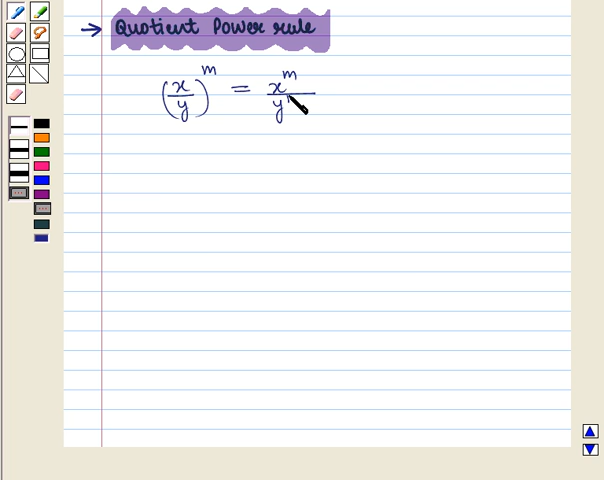 → Quotient Power rule
(x/y)^m = x^m/y